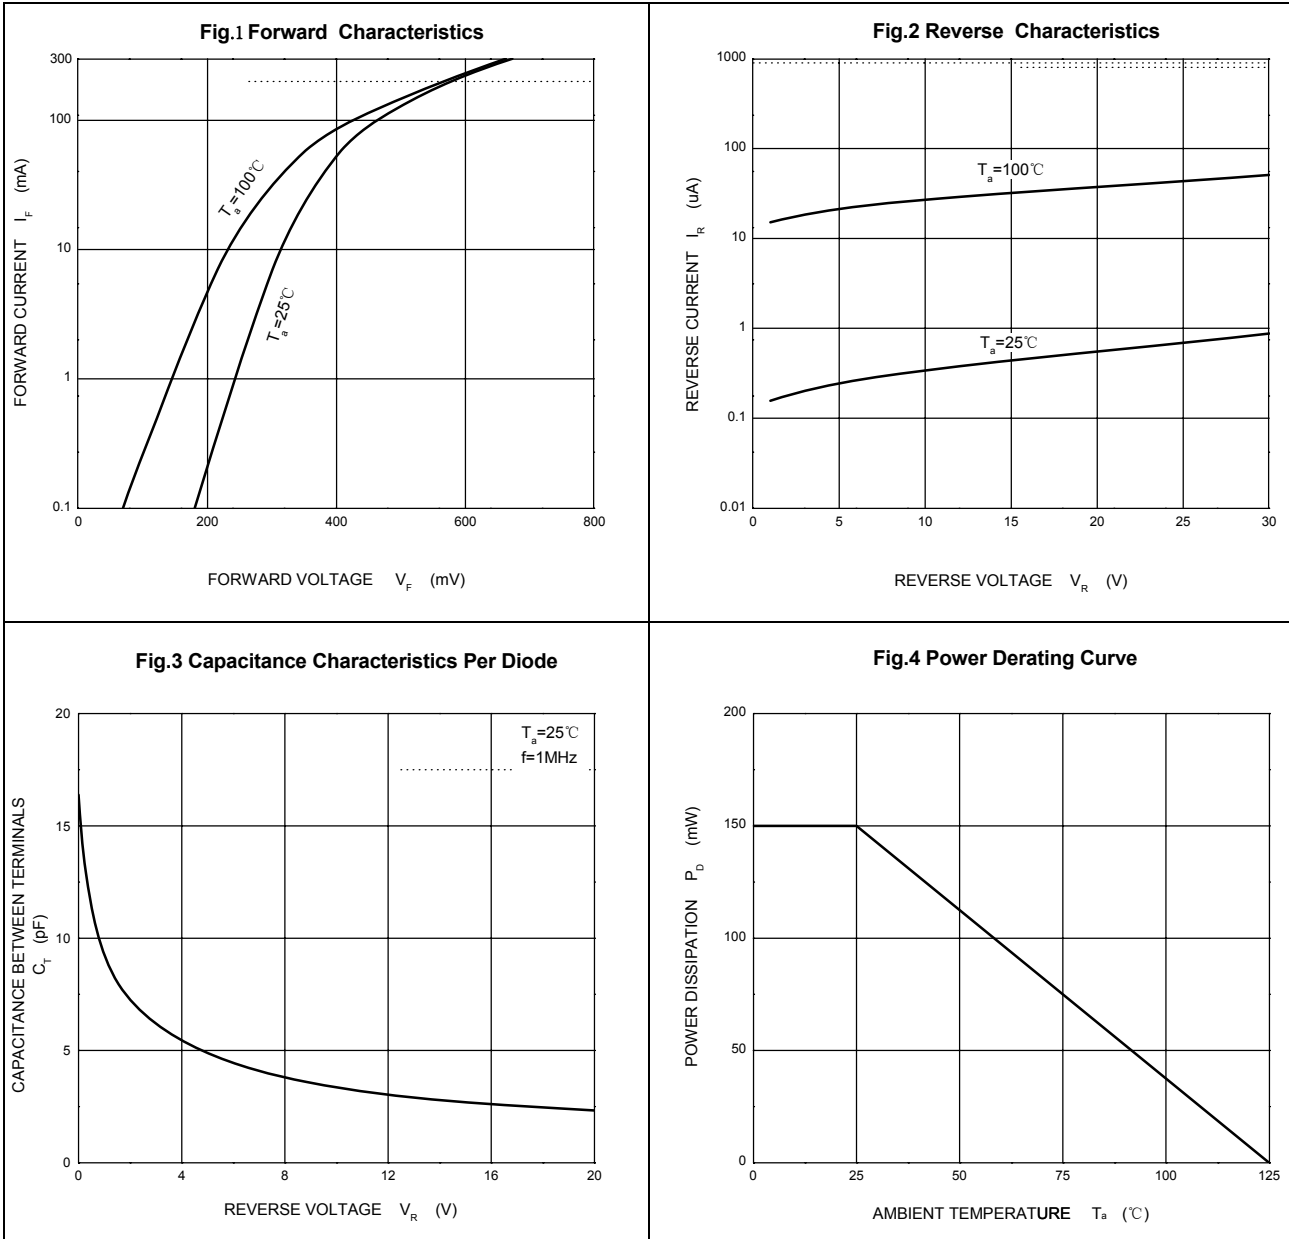 Fig.1 Forward Characteristics
300
100
10
1
0.1
0 200 400 600 800
FORWARD CURRENT I_F (mA)
Ta=100℃
Ta=25℃
FORWARD VOLTAGE V_F (mV)
Fig.2 Reverse Characteristics
1000
100
10
1
0.1
0.01
0 5 10 15 20 25 30
REVERSE CURRENT I_R (uA)
Ta=100℃
Ta=25℃
REVERSE VOLTAGE V_R (V)
Fig.3 Capacitance Characteristics Per Diode
20
15
10
5
0
0 4 8 12 16 20
CAPACITANCE BETWEEN TERMINALS
C_T (pF)
Ta=25℃
f=1MHz
REVERSE VOLTAGE V_R (V)
Fig.4 Power Derating Curve
200
150
100
50
0
0 25 50 75 100 125
POWER DISSIPATION P_D (mW)
AMBIENT TEMPERATURE Ta (℃)